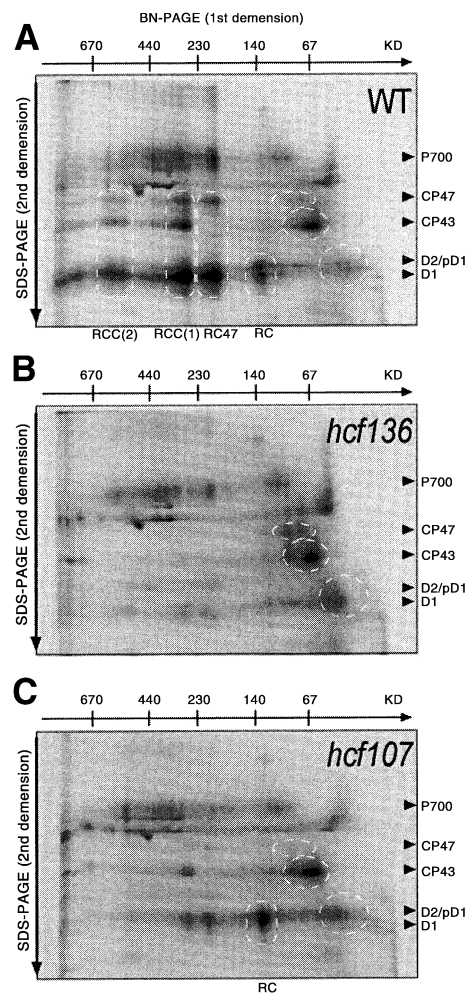 BN-PAGE (1st demension)
A
670 440 230 140 67 KD
SDS-PAGE (2nd demension)
WT
P700
CP47
CP43
D2/pD1
D1
RCC(2) RCC(1) RC47 RC
B
670 440 230 140 67 KD
SDS-PAGE (2nd demension)
hcf136
P700
CP47
CP43
D2/pD1
D1
C
670 440 230 140 67 KD
SDS-PAGE (2nd demension)
hcf107
P700
CP47
CP43
D2/pD1
D1
RC